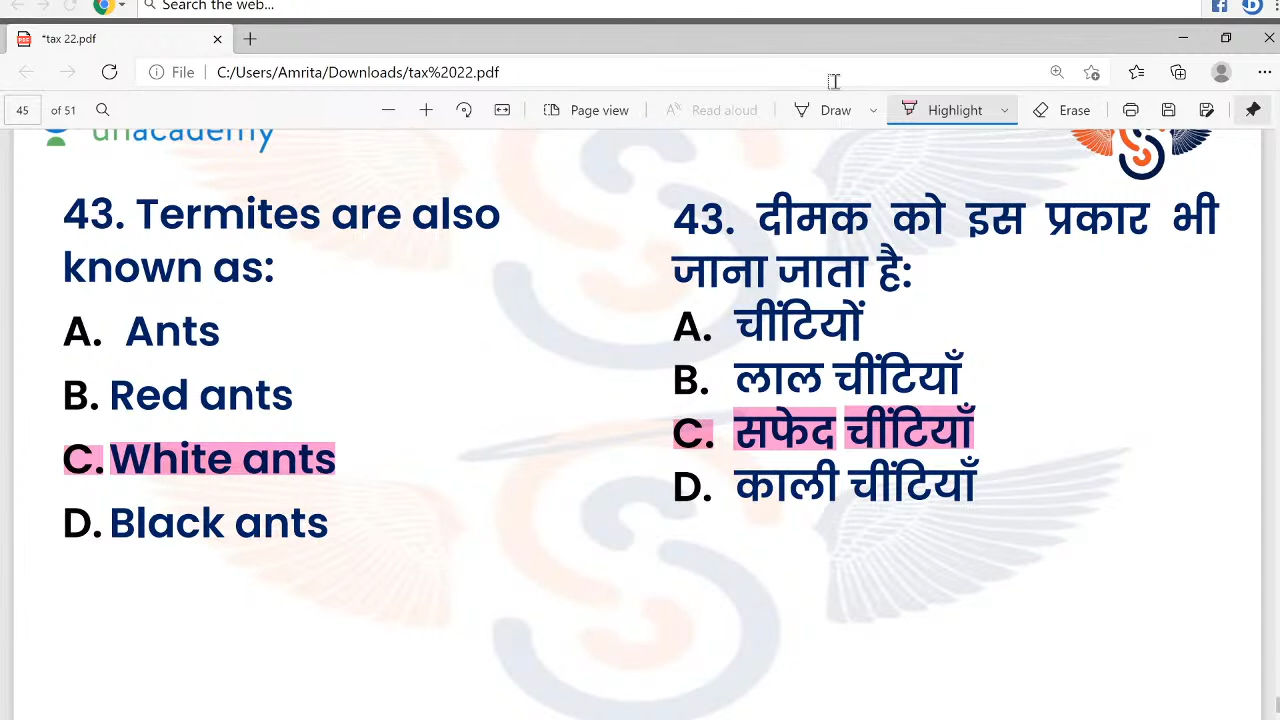 Search the web...
*tax 22.pdf
File C:/Users/Amrita/Downloads/tax%2022.pdf
45 of 51 Page view Read aloud Draw Highlight Erase
unacademy
43. Termites are also
known as:
A. Ants
B. Red ants
C. White ants
D. Black ants
43. दीमक को इस प्रकार भी
जाना जाता है:
A. चींटियों
B. लाल चींटियाँ
C. सफेद चींटियाँ
D. काली चींटियाँ